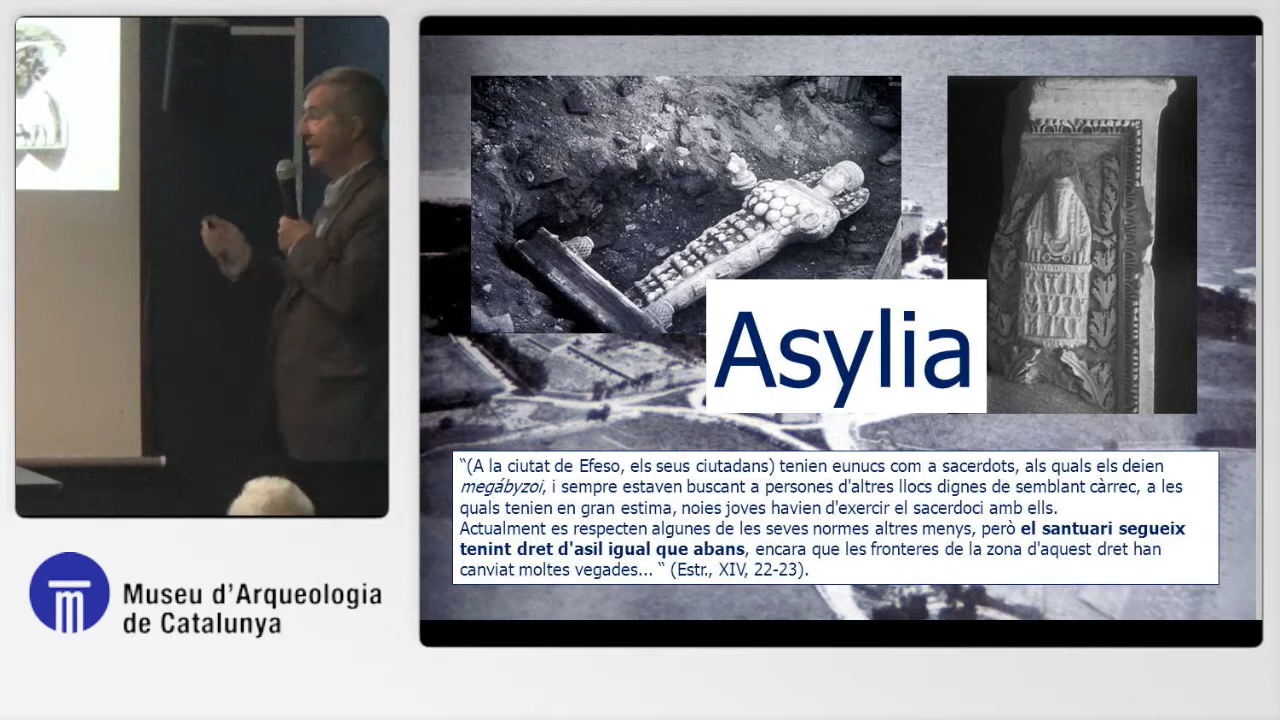 Asylia
“(A la ciutat de Efeso, els seus ciutadans) tenien eunucs com a sacerdots, als quals els deien
megábyzoi, i sempre estaven buscant a persones d'altres llocs dignes de semblant càrrec, a les
quals tenien en gran estima, noies joves havien d'exercir el sacerdoci amb ells.
Actualment es respecten algunes de les seves normes altres menys, però el santuari segueix
tenint dret d'asil igual que abans, encara que les fronteres de la zona d'aquest dret han
canviat moltes vegades... “ (Estr., XIV, 22-23).
Museu d'Arqueologia
de Catalunya